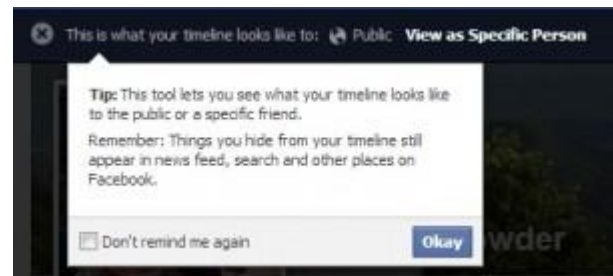 This is what your timeline looks like to: Public View as Specific Person
Tip: This tool lets you see what your timeline looks like
to the public or a specific friend.
Remember: Things you hide from your timeline still
appear in news feed, search and other places on
Facebook.
Don't remind me again Okay
wder